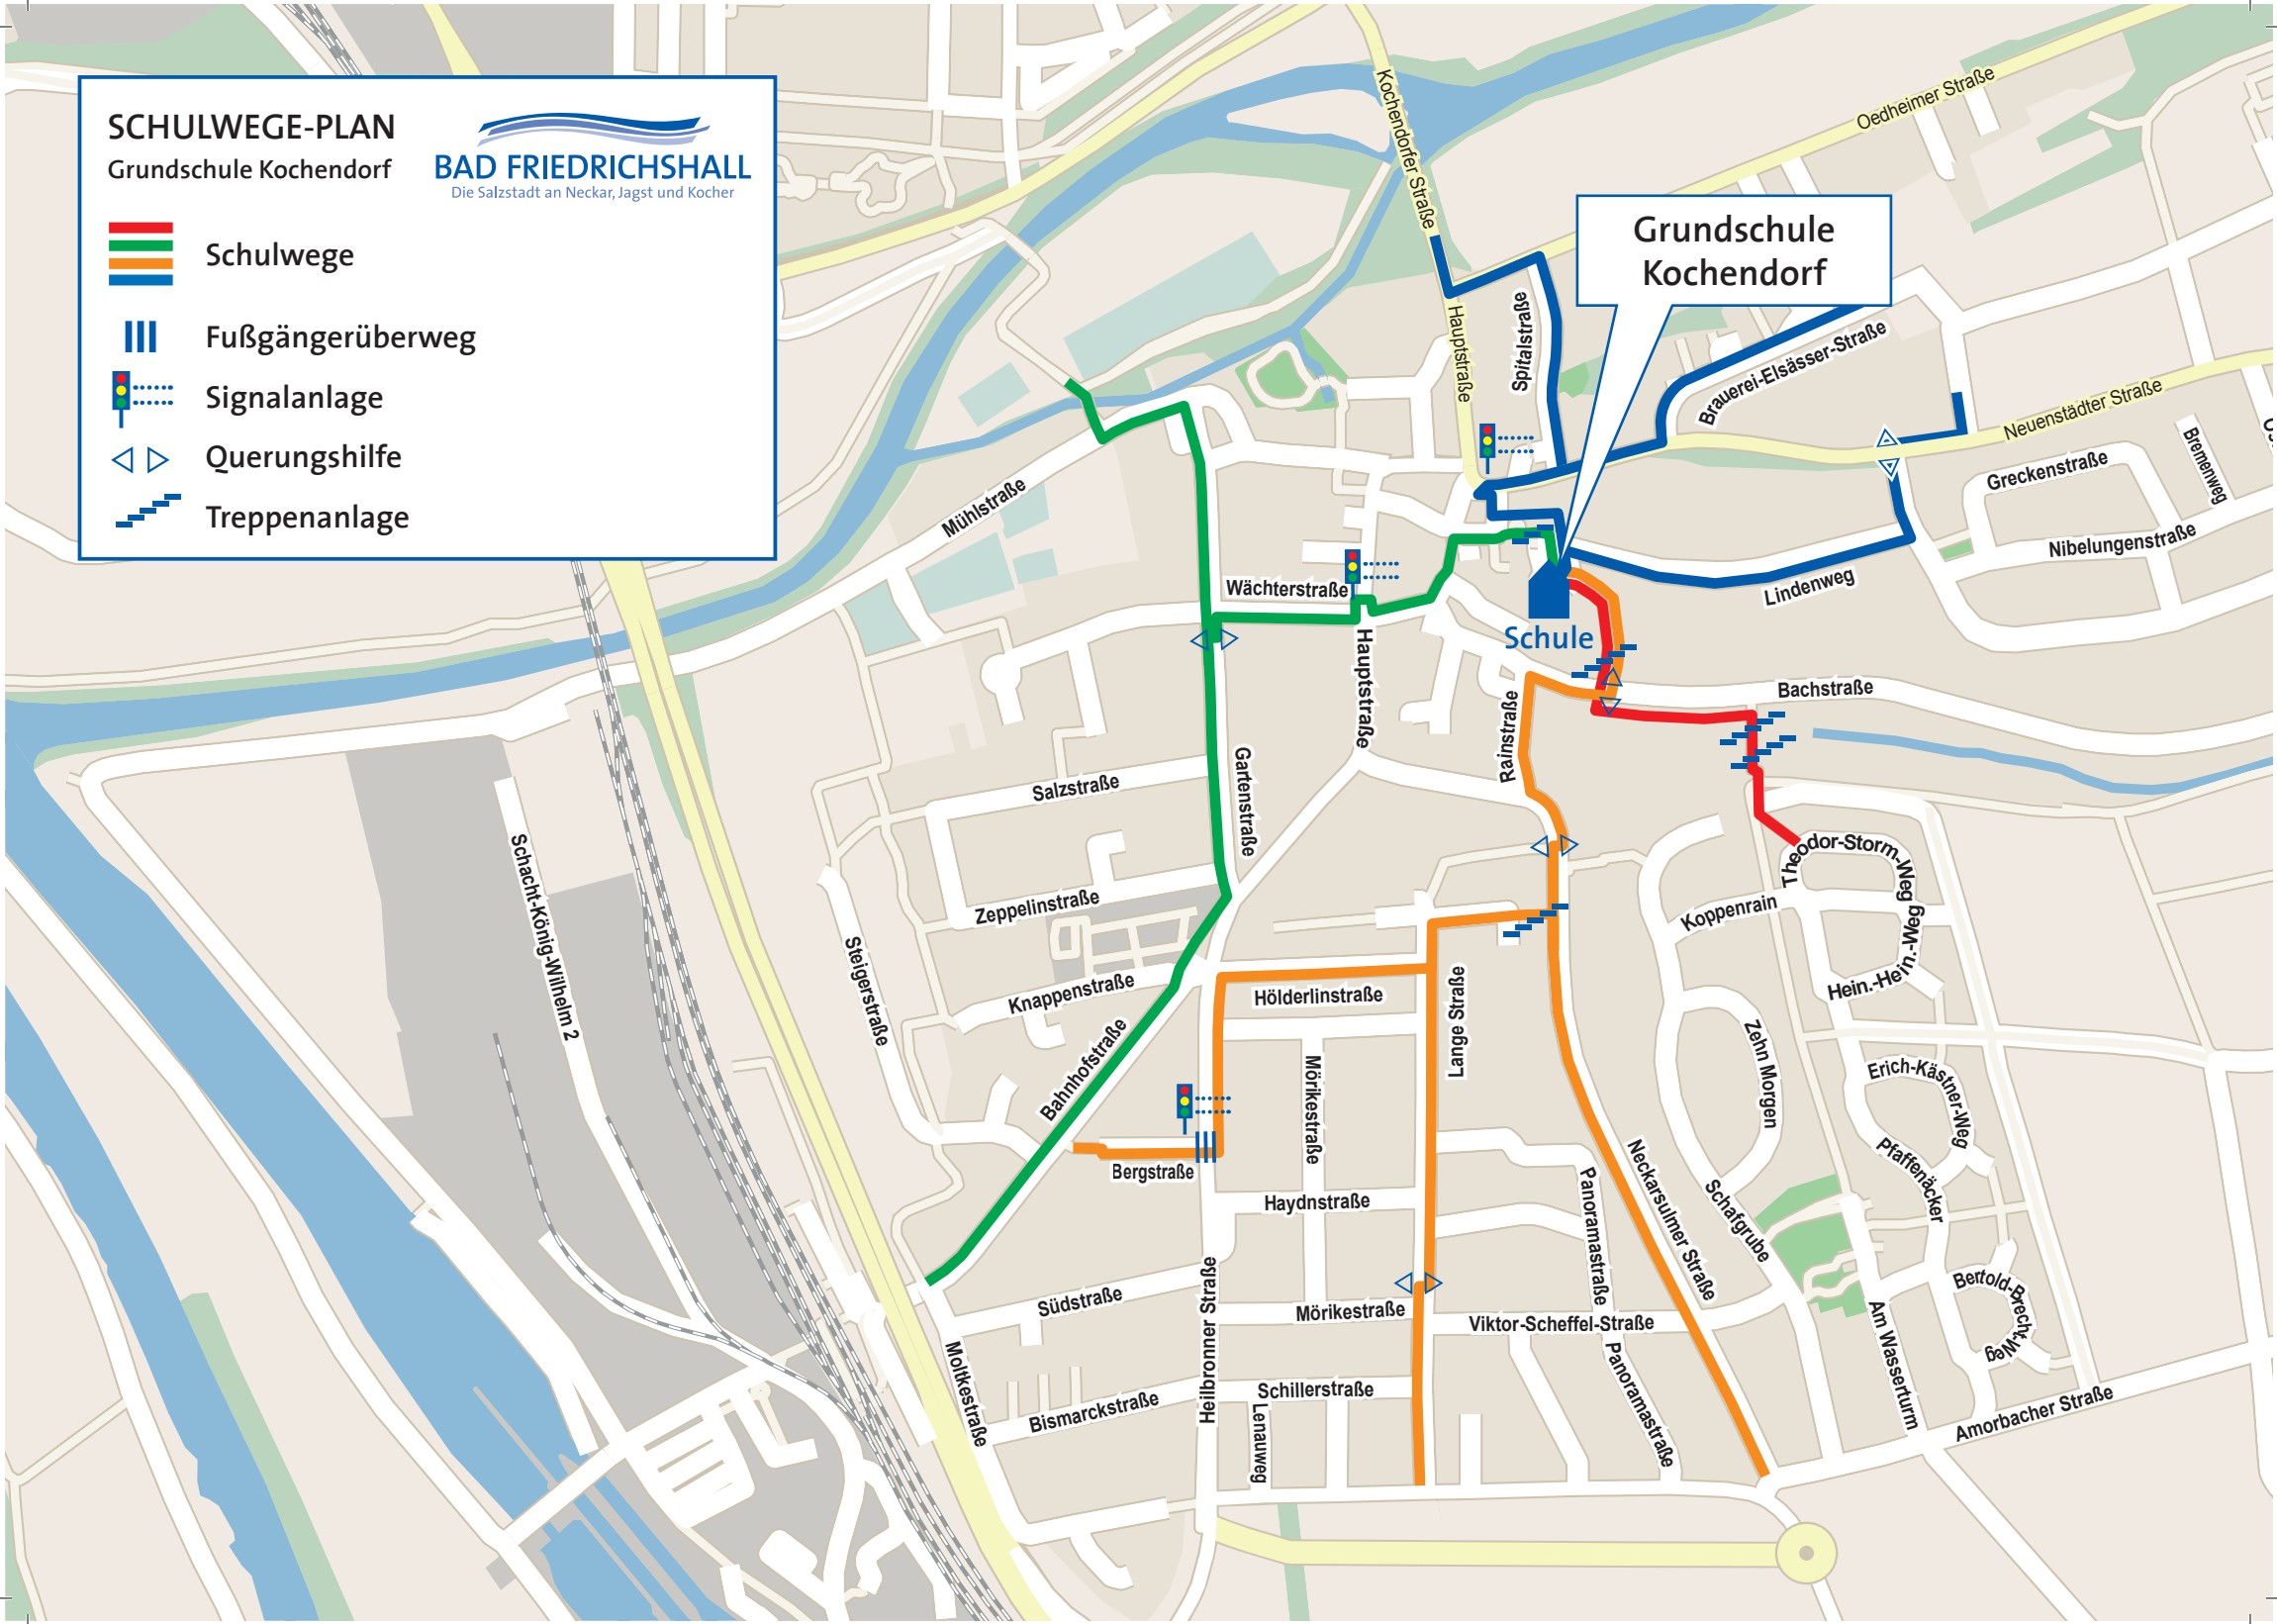 SCHULWEGE-PLAN
Grundschule Kochendorf
BAD FRIEDRICHSHALL
Die Salzstadt an Neckar, Jagst und Kocher
Schulwege
Fußgängerüberweg
Signalanlage
Querungshilfe
Treppenanlage
Kochendorfer Straße
Oedheimer Straße
Grundschule
Kochendorf
Hauptstraße
Spitalstraße
Brauerei-Elsässer-Straße
Neuenstädter Straße
Greckenstraße
Bremenweg
Nibelungenstraße
Lindenweg
Mühlstraße
Wächterstraße
Schule
Hauptstraße
Rainstraße
Bachstraße
Salzstraße
Gartenstraße
Schacht-König-Wilhelm 2
Zeppelinstraße
Steigerstraße
Knappenstraße
Bahnhofstraße
Theodor-Storm-Weg
Koppenrain
Hein.-Hein.-Weg
Hölderlinstraße
Lange Straße
Zehn Morgen
Mörikestraße
Erich-Kästner-Weg
Pfaffenäcker
Bergstraße
Haydnstraße
Panoramastraße
Neckarsulmer Straße
Schafgrube
Südstraße
Heilbronner Straße
Mörikestraße
Viktor-Scheffel-Straße
Bertold-Brecht-Weg
Am Wasserturm
Moltkestraße
Bismarckstraße
Schillerstraße
Lenauweg
Panoramastraße
Amorbacher Straße